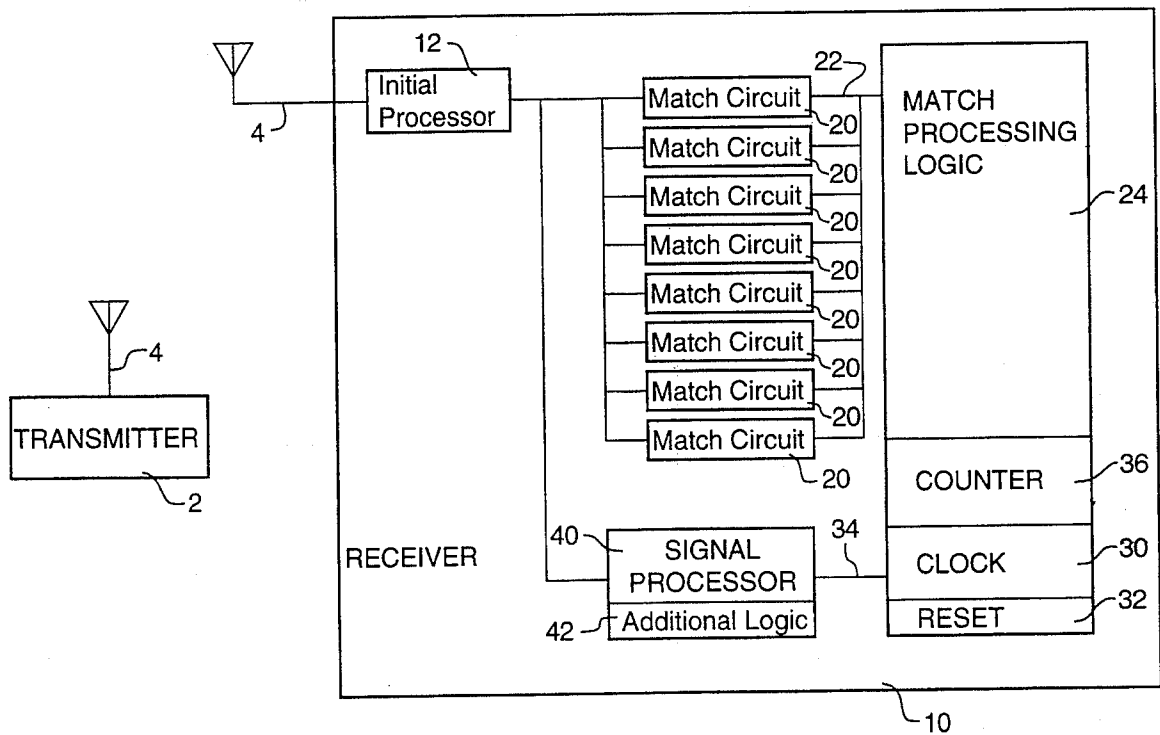 12
Initial
Processor
4
Match Circuit
20
Match Circuit
20
Match Circuit
20
Match Circuit
20
Match Circuit
20
Match Circuit
20
Match Circuit
20
Match Circuit
20
22
MATCH
PROCESSING
LOGIC
24
4
TRANSMITTER
2
COUNTER
36
RECEIVER
40
SIGNAL
PROCESSOR
34
CLOCK
30
42
Additional Logic
RESET
32
10